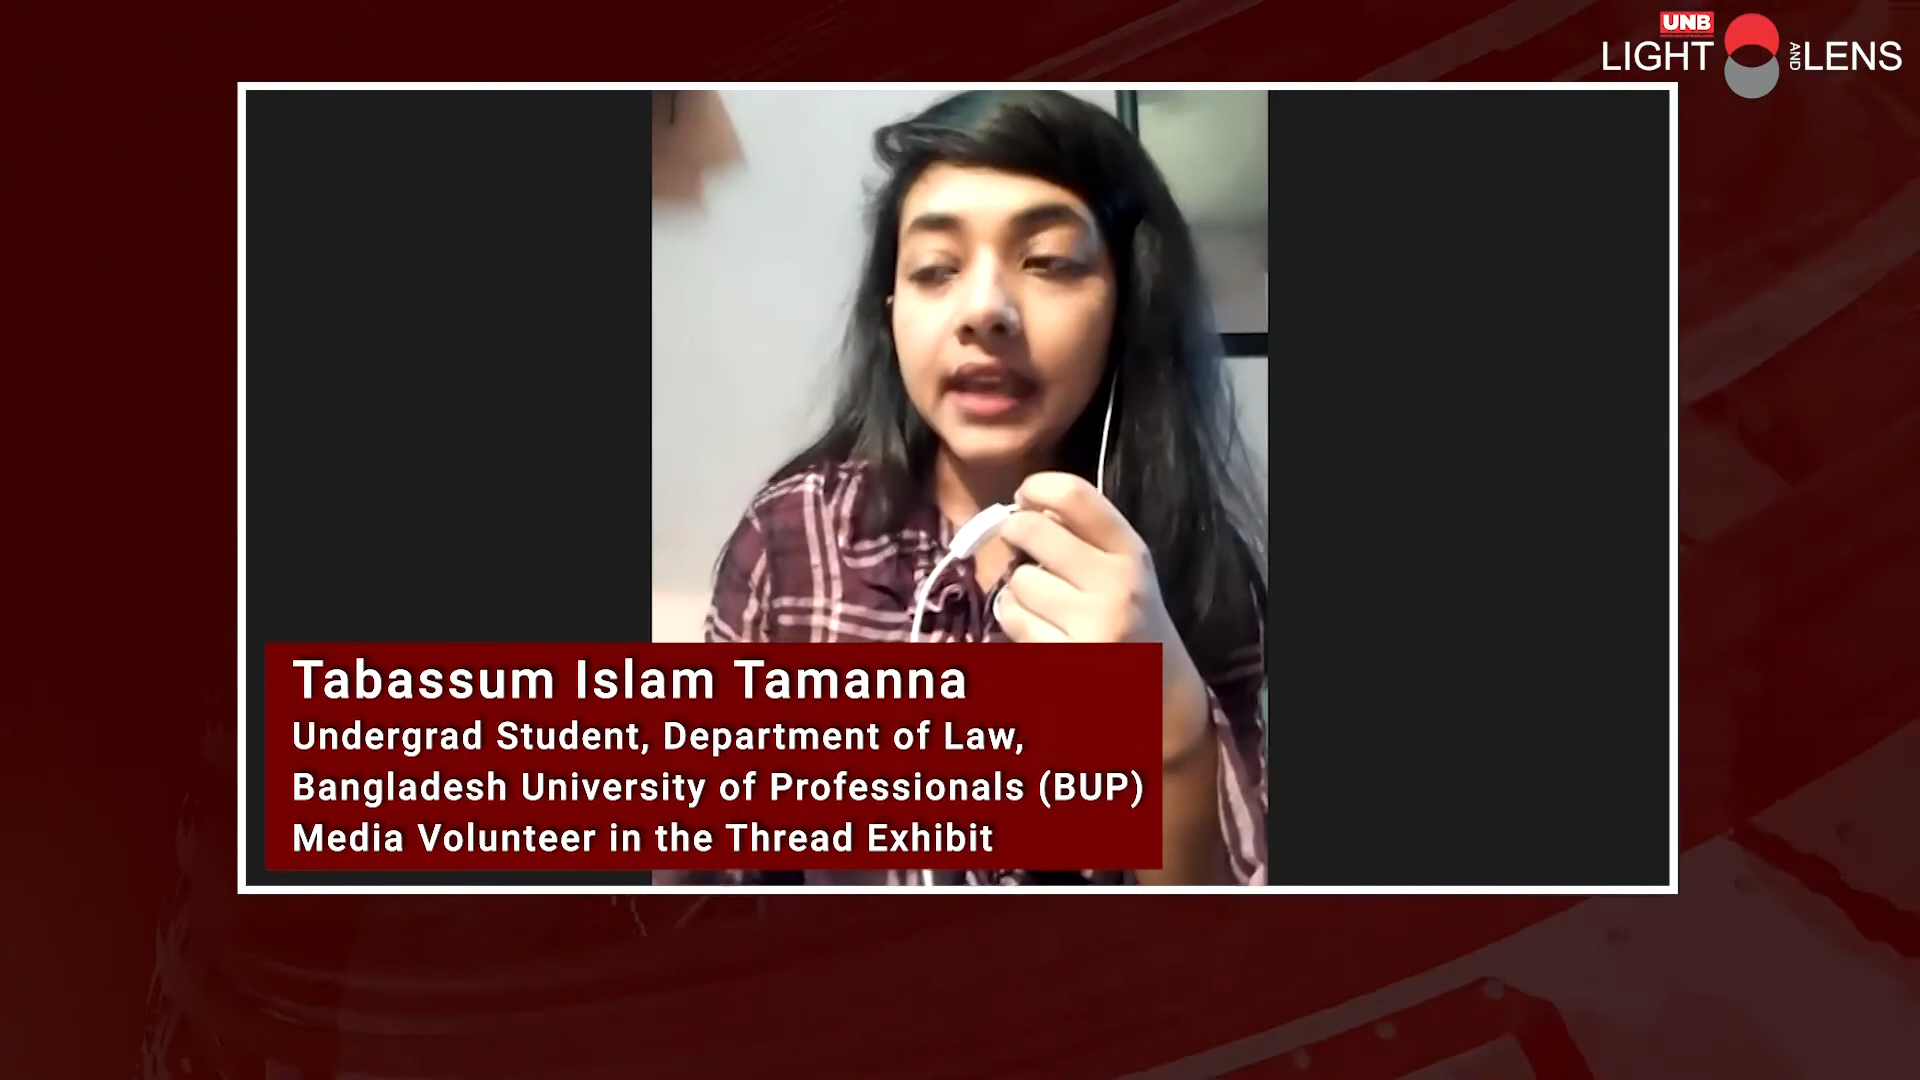 UNB
LIGHT AND LENS
Tabassum Islam Tamanna
Undergrad Student, Department of Law,
Bangladesh University of Professionals (BUP)
Media Volunteer in the Thread Exhibit